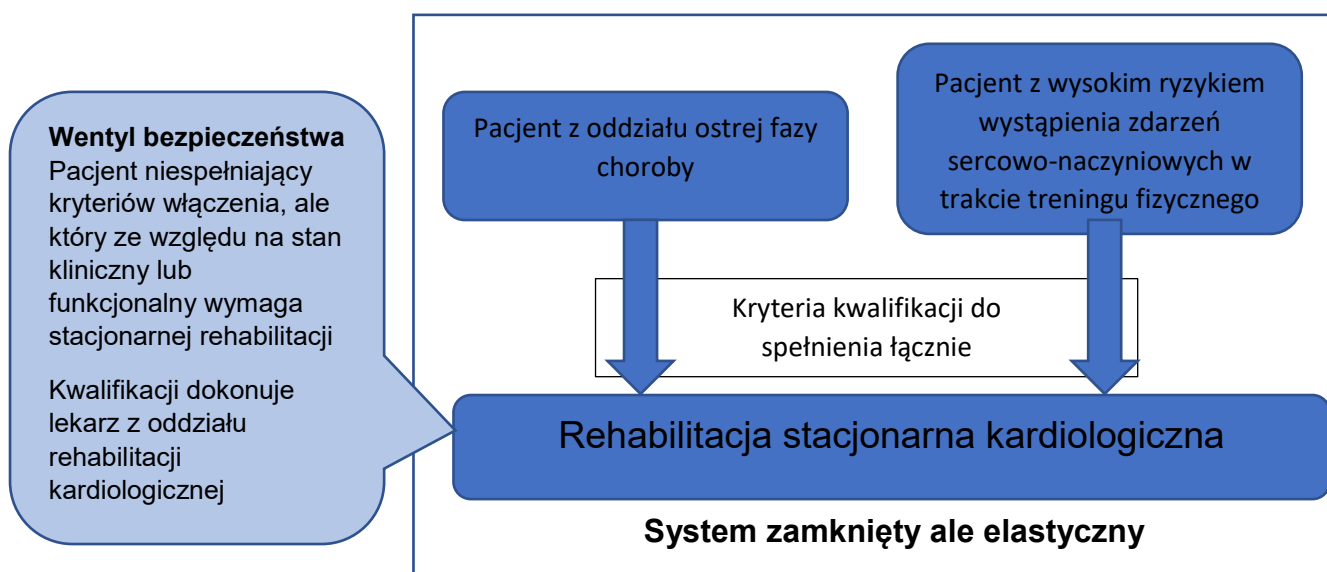 Wentyl bezpieczeństwa
Pacjent niespełniający
kryteriów włączenia, ale
który ze względu na stan
kliniczny lub
funkcjonalny wymaga
stacjonarnej rehabilitacji
Kwalifikacji dokonuje
lekarz z oddziału
rehabilitacji
kardiologicznej
Pacjent z oddziału ostrej fazy
choroby
Pacjent z wysokim ryzykiem
wystąpienia zdarzeń
sercowo-naczyniowych w
trakcie treningu fizycznego
Kryteria kwalifikacji do
spełnienia łącznie
Rehabilitacja stacjonarna kardiologiczna
System zamknięty ale elastyczny